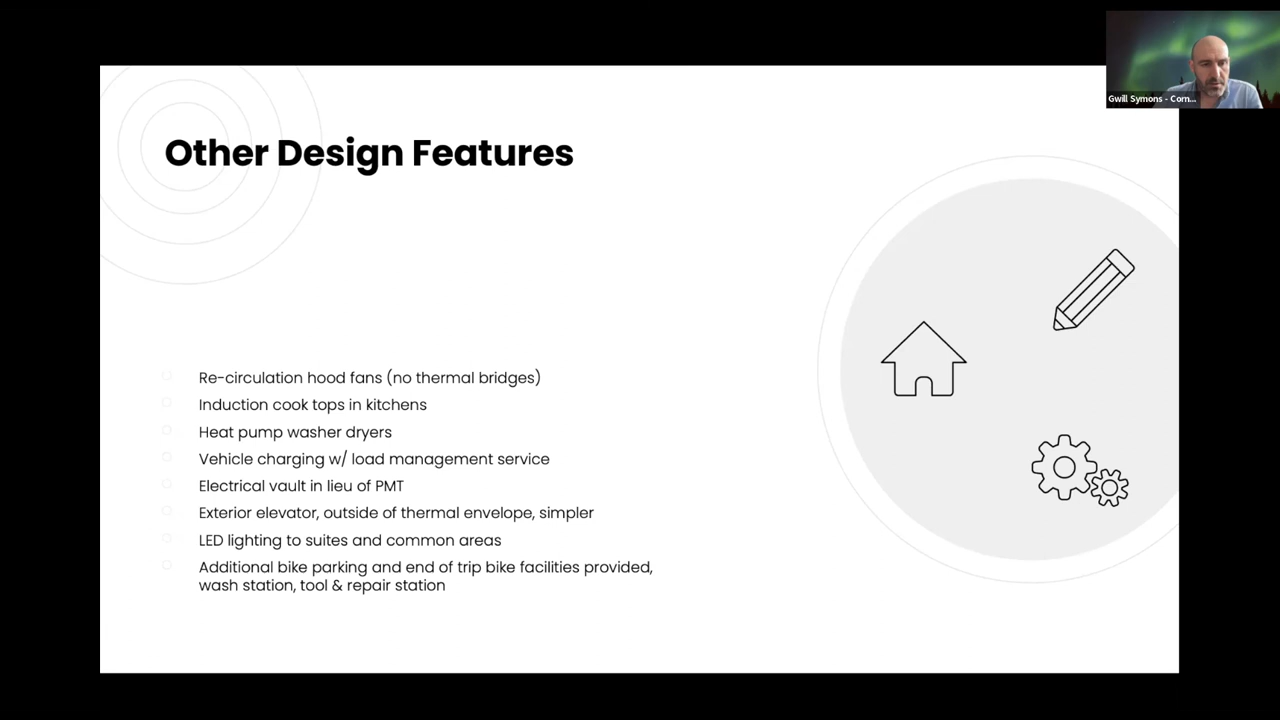 Gwill Symons - Corn...
Other Design Features
Re-circulation hood fans (no thermal bridges)
Induction cook tops in kitchens
Heat pump washer dryers
Vehicle charging w/ load management service
Electrical vault in lieu of PMT
Exterior elevator, outside of thermal envelope, simpler
LED lighting to suites and common areas
Additional bike parking and end of trip bike facilities provided,
wash station, tool & repair station